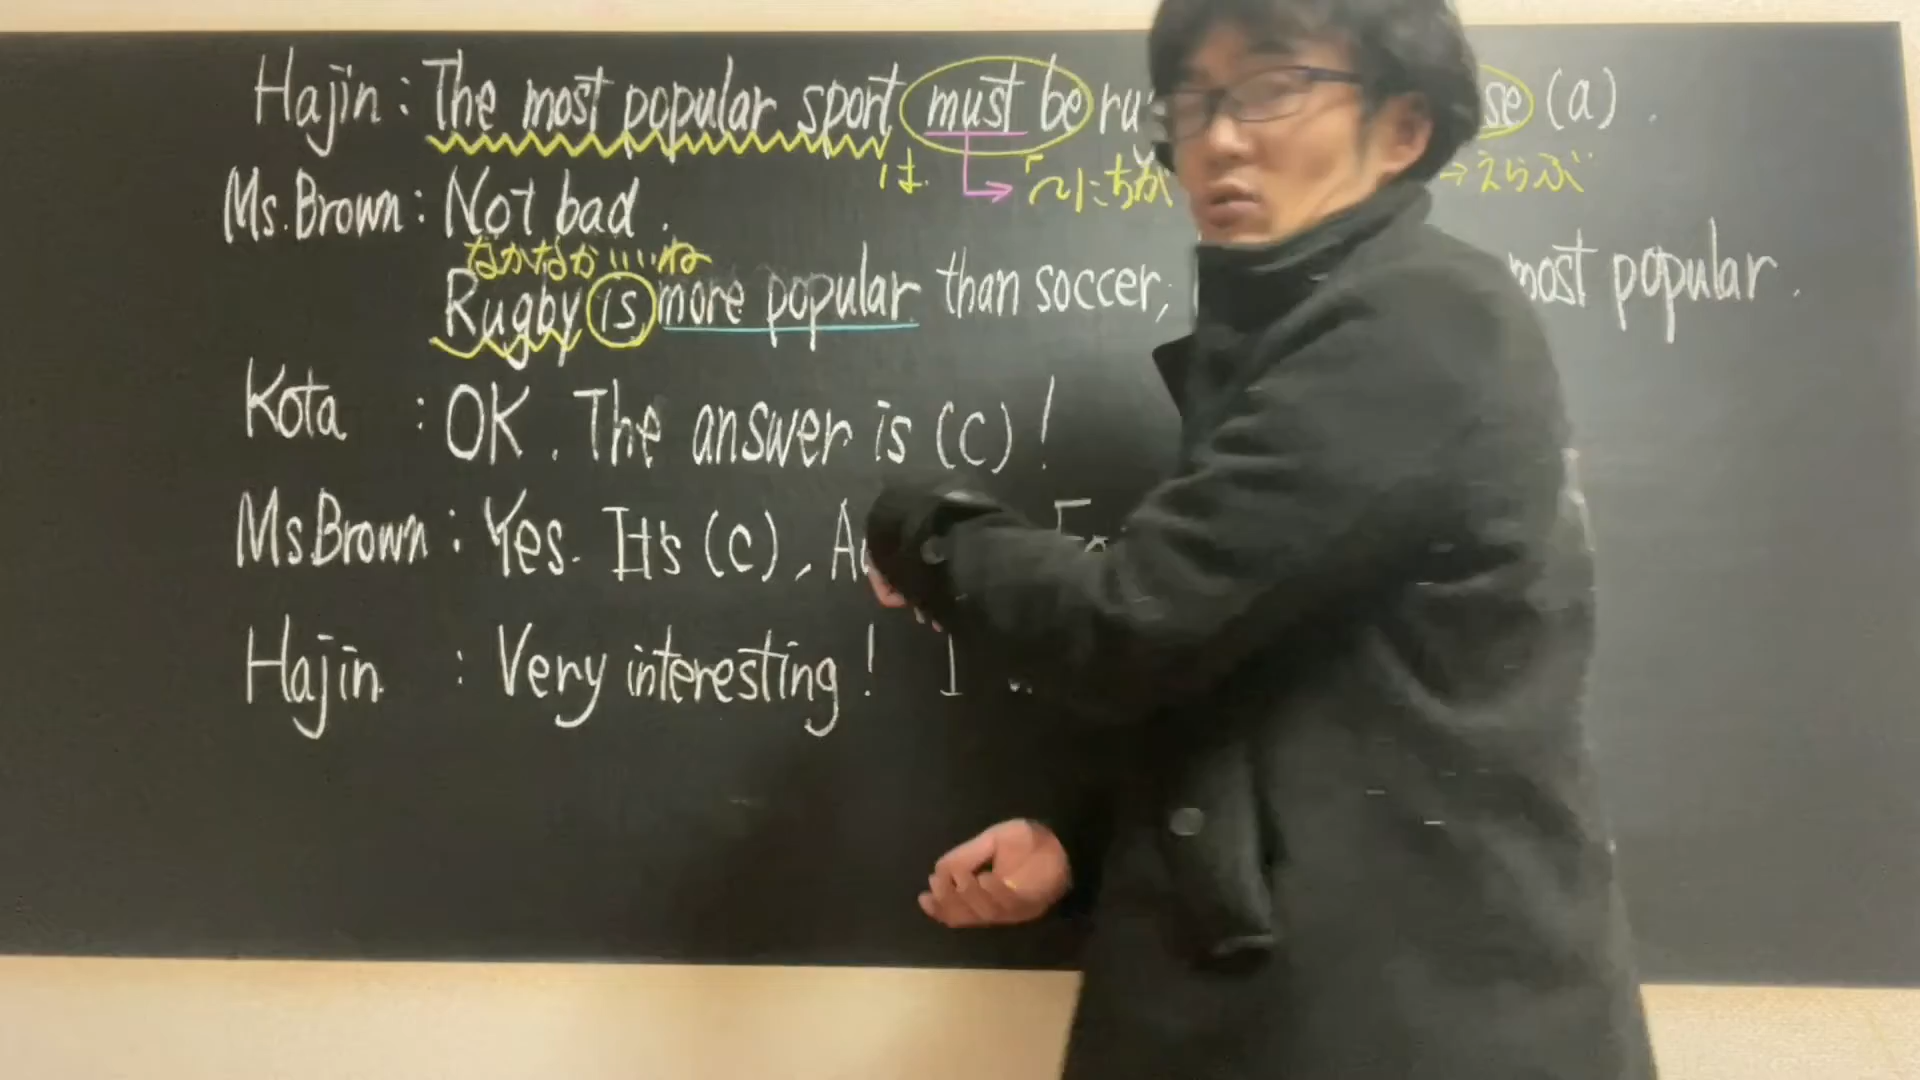 Hajin : The most popular sport must be (a).
は 「〜にちが →えらぶ
Ms. Brown : Not bad.
なかなかいいね
Rugby is more popular than soccer, most popular.
Kota : OK. The answer is (c)!
Ms Brown : Yes. It's (c).
Hajin : Very interesting! I